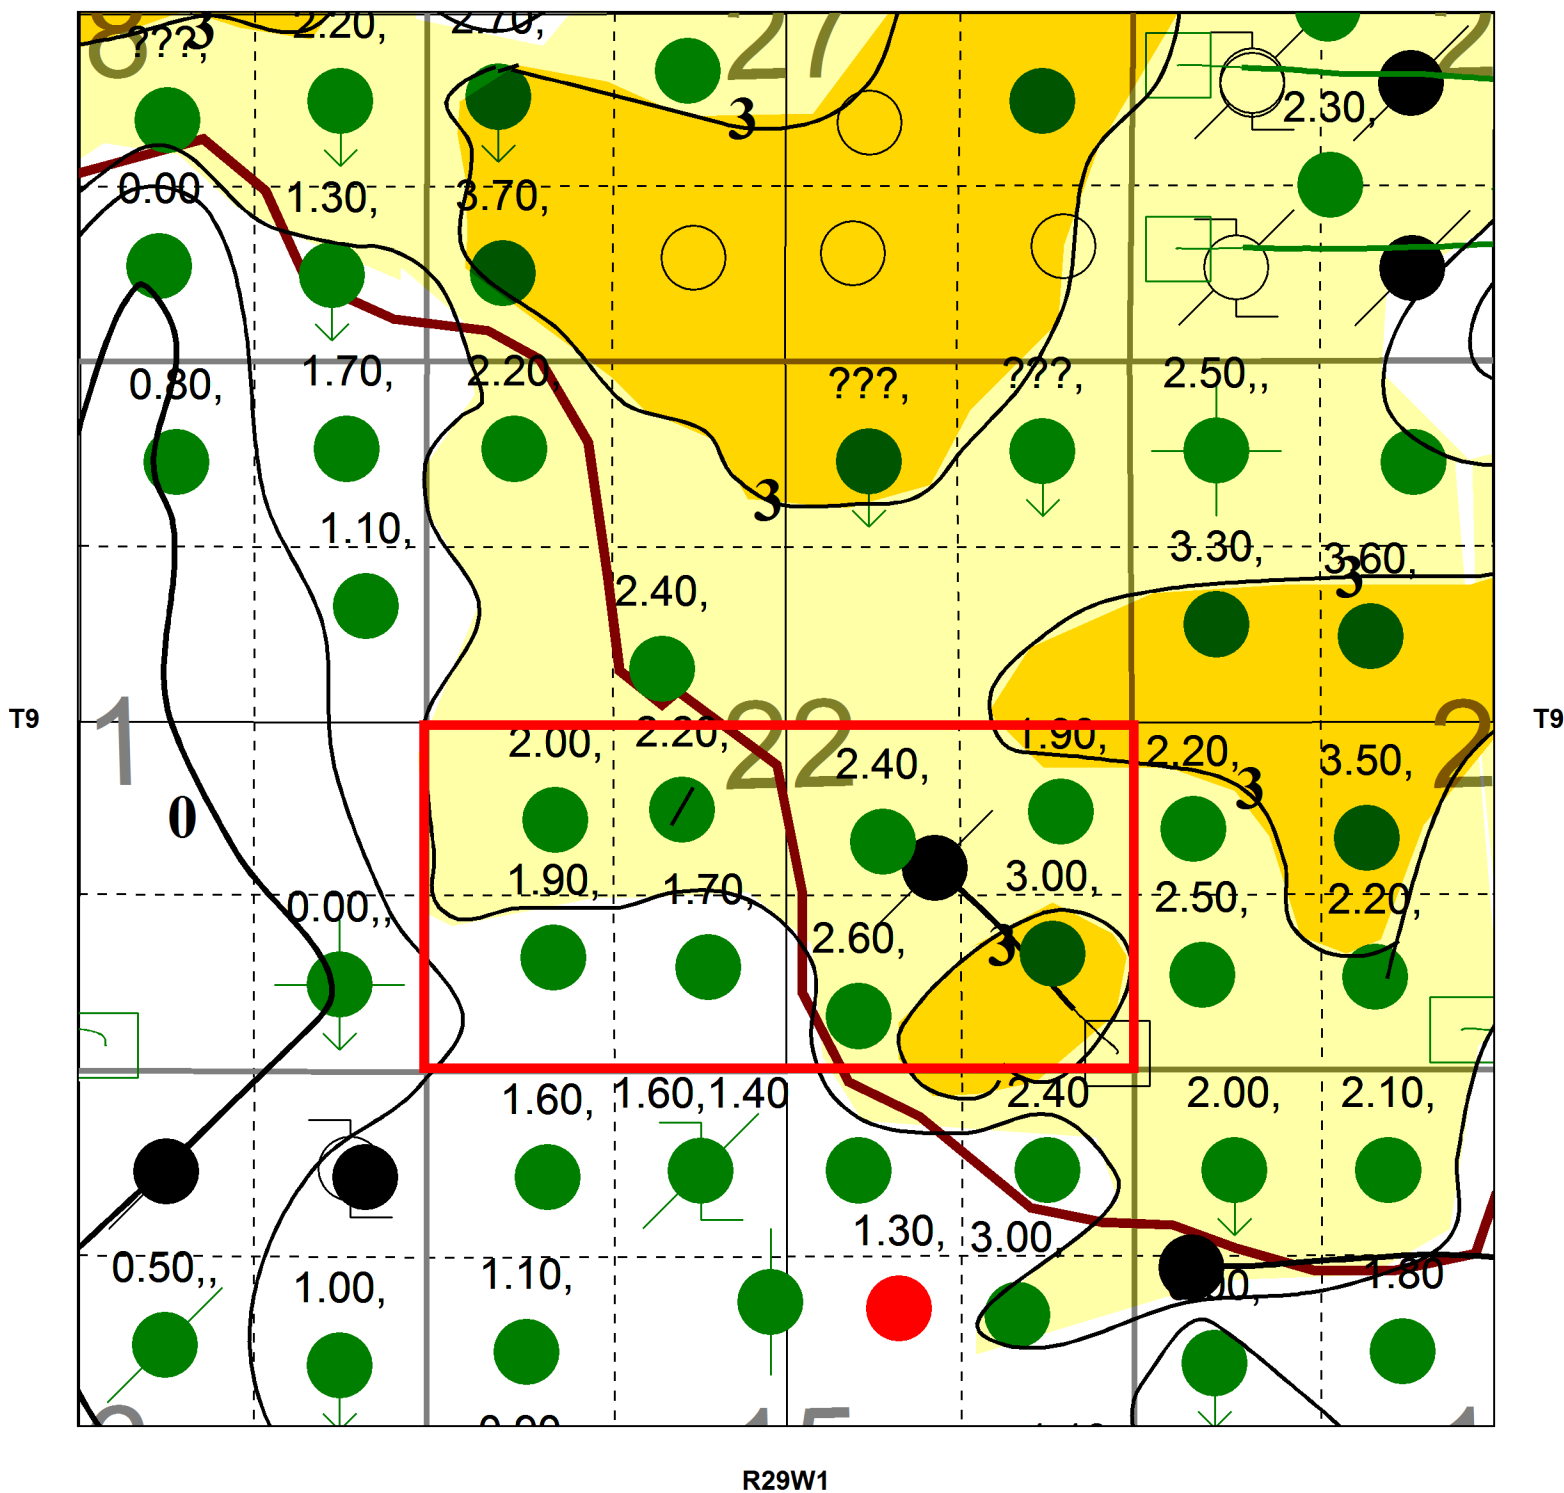 2.20, 2.70, 27 2
8 ???, 3
3 2.30,
0.00 1.30, 3.70,
0.80, 1.70, 2.20, ???, ???, 2.50,,
3
1.10, 3.30, 3.60,
3
2.40,
T9 1 22 2 T9
2.00, 2.20, 2.40, 1.90, 2.20, 3.50,
0 3
1.90, 1.70, 3.00, 2.50, 2.20,
0.00,, 2.60, 3
1.60, 1.60,1.40 2.40 2.00, 2.10,
1.30, 3.00,
0.50,, 1.00, 1.10, 1.80
15 1
R29W1